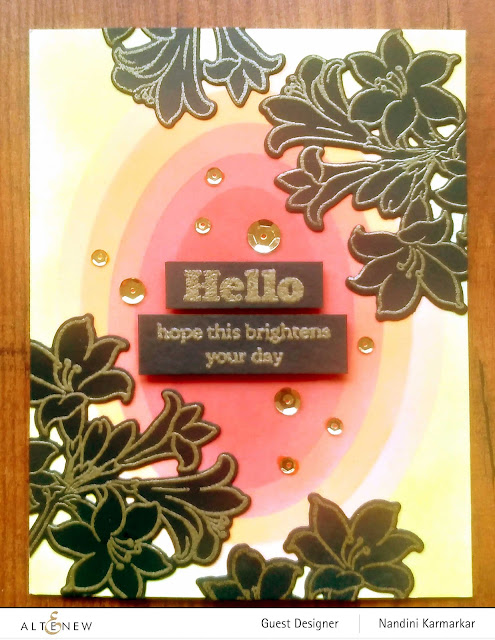 Hello
hope this brightens
your day
ALTENEW
Guest Designer
Nandini Karmarkar